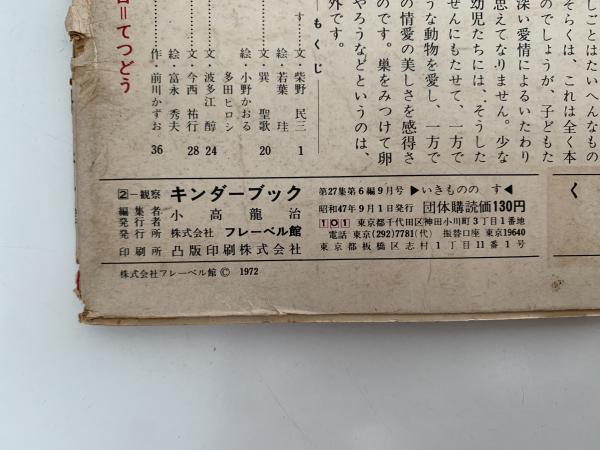 しごとはたいへんなもの
そらくは、これは全く本
のでしょうが、子どもた
深い愛情によるいたわり
思えてなりません。少な
幼児たちには、そうした
せんにもたせて、一方で
うな動物を愛し、一方で
の情愛の美しさを感得さ
のです。巣をみつけて卵
やろうなどというのは、
外です。
もくじ
す 文・柴野 民三 1
絵・若葉 珪
文・巽 聖歌 20
絵・小野かおる
多田ヒロシ
文・波多江 醇 24
文・今西 祐行 28
絵・富永 秀夫
作・前川かずお 36
=てつどう
2-観察 キンダーブック 第27集第6編9月号 ▶いきものの す◀
編集者
発行者 小高龍治 昭和47年9月1日発行 団体購読価130円
発行所 株式会社 フレーベル館 101 東京都千代田区神田小川町3丁目1番地
電話 東京(292)7781(代) 振替口座 東京19640
印刷所 凸版印刷株式会社 東京都板橋区志村1丁目11番1号
株式会社フレーベル館 © 1972
く